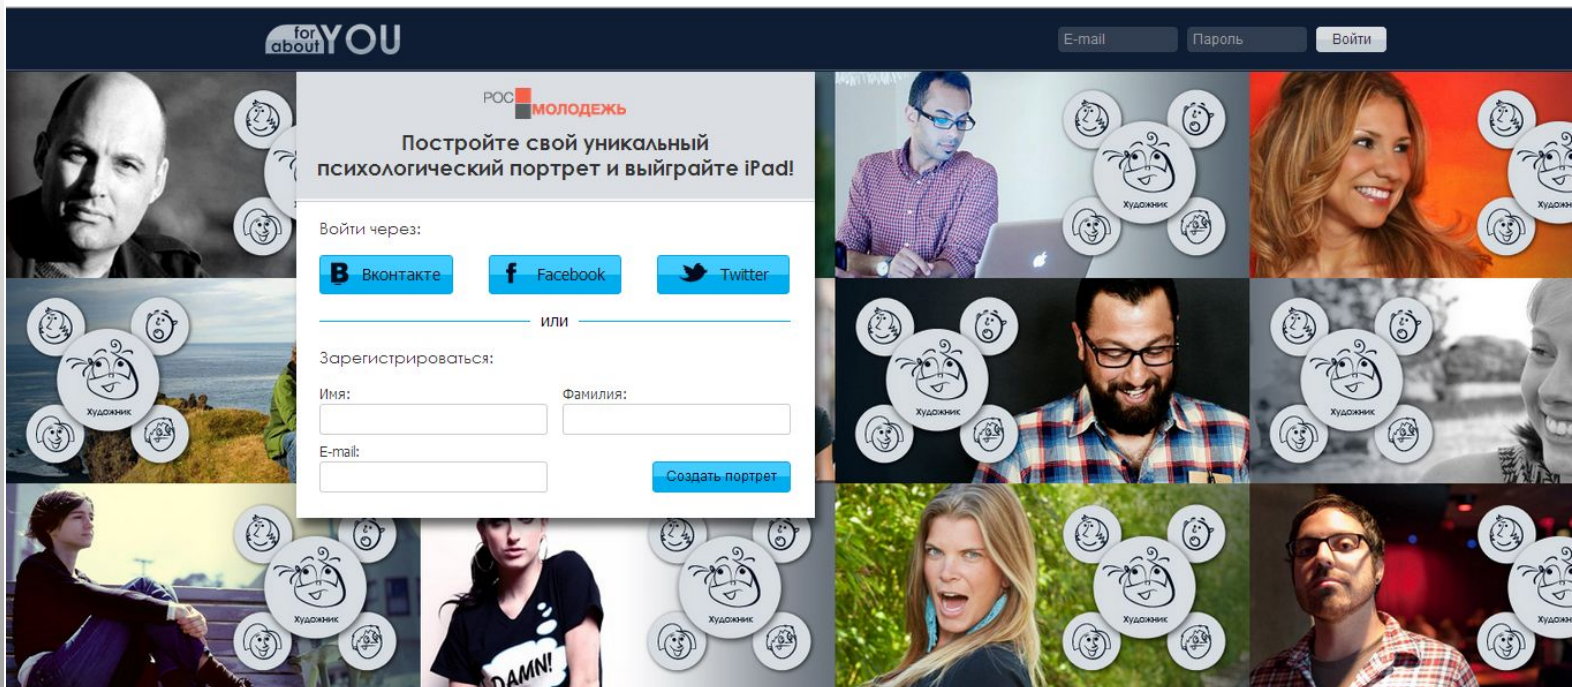 for
about YOU
E-mail
Пароль
Войти
РОС
МОЛОДЕЖЬ
Постройте свой уникальный
психологический портрет и выйграйте iPad!
Войти через:
В Вконтакте
f Facebook
Twitter
или
Зарегистрироваться:
Имя:
Фамилия:
E-mail:
Создать портрет
Художник
Художник
Художник
Художник
Художник
Художник
Художник
Художник
DAMN!